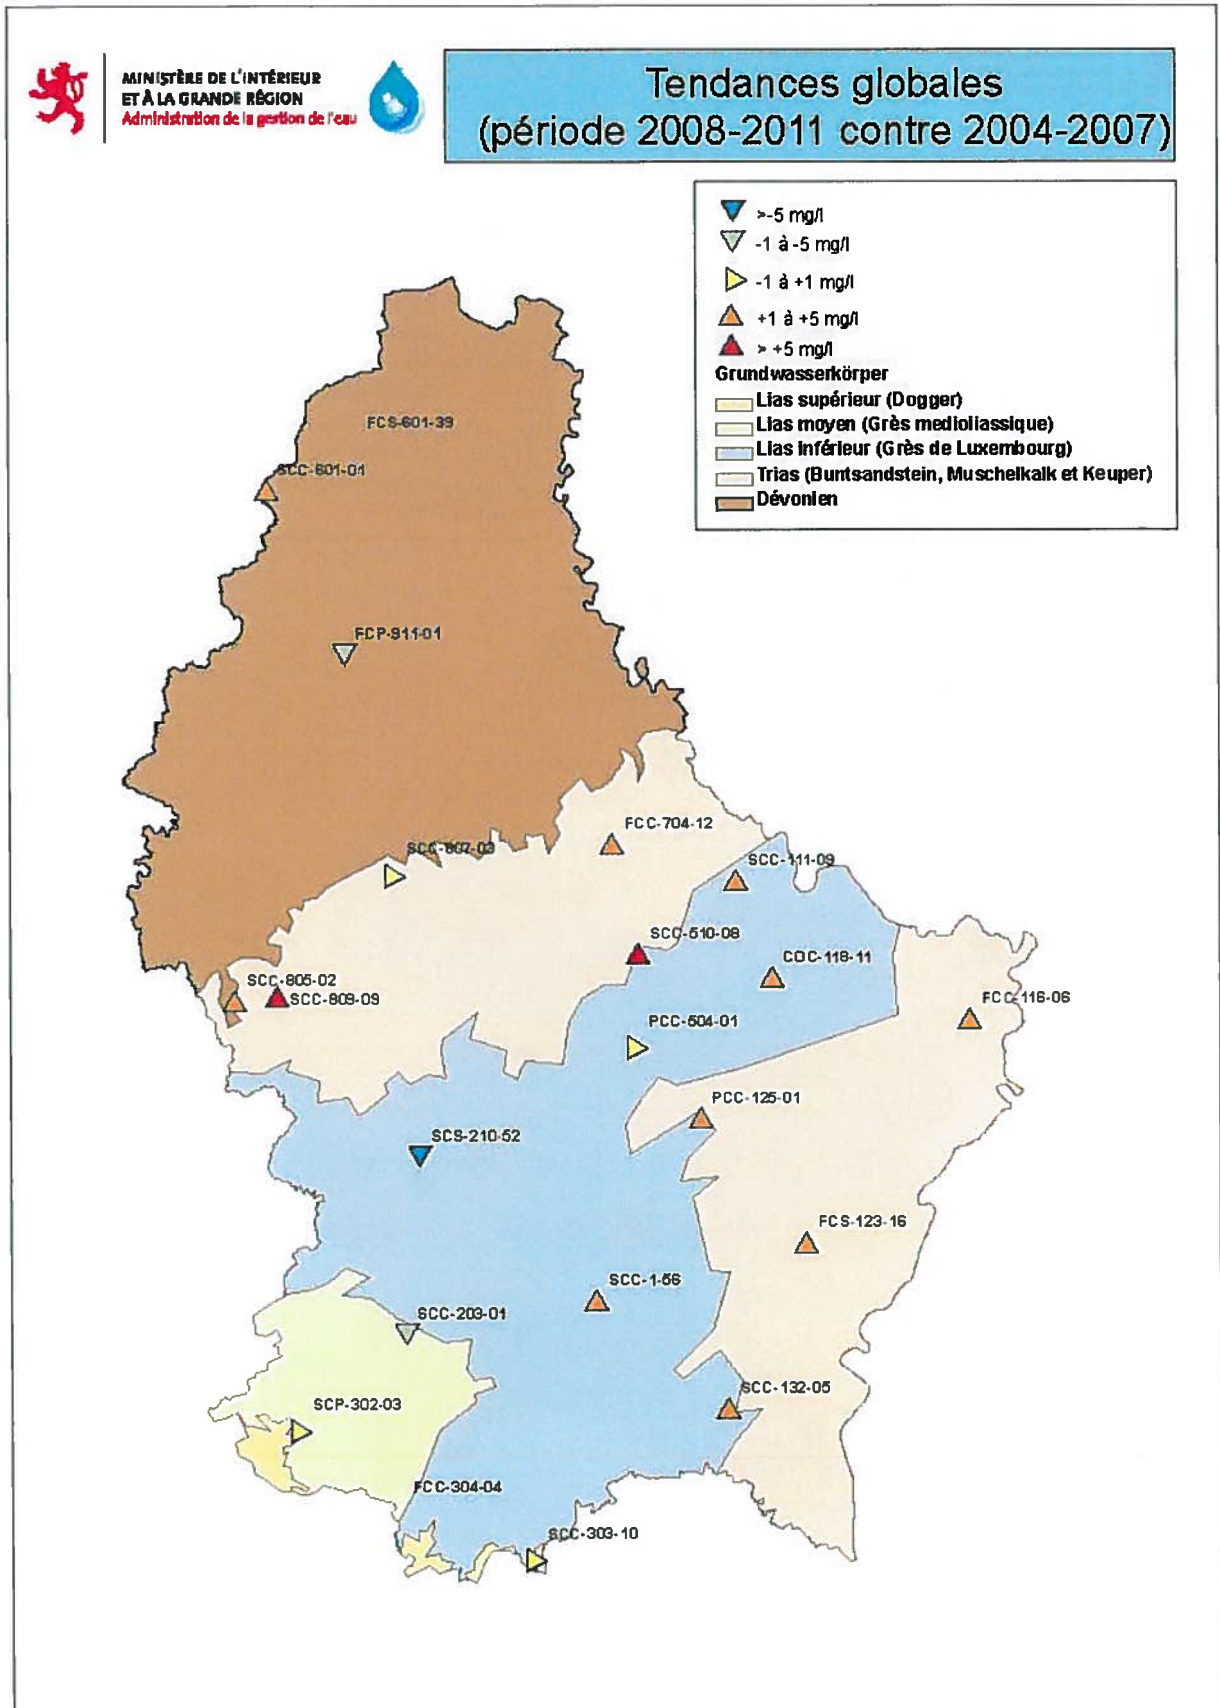 MINISTÈRE DE L'INTÉRIEUR
ET À LA GRANDE RÉGION
Administration de la gestion de l'eau
Tendances globales
(période 2008-2011 contre 2004-2007)
>-5 mg/l
-1 à -5 mg/l
-1 à +1 mg/l
+1 à +5 mg/l
> +5 mg/l
Grundwasserkörper
Lias supérieur (Dogger)
Lias moyen (Grès medioliassique)
Lias inférieur (Grès de Luxembourg)
Trias (Buntsandstein, Muschelkalk et Keuper)
Dévonien
FCS-601-39
SCC-601-01
FCP-911-01
FCC-704-12
SCC-807-03
SCC-111-09
SCC-510-08
COC-118-11
SCC-805-02
SCC-809-09
FCC-116-06
PCC-504-01
PCC-125-01
SCS-210-52
FCS-123-16
SCC-1-56
SCC-203-01
SCC-132-05
SCP-302-03
FCC-304-04
SCC-303-10